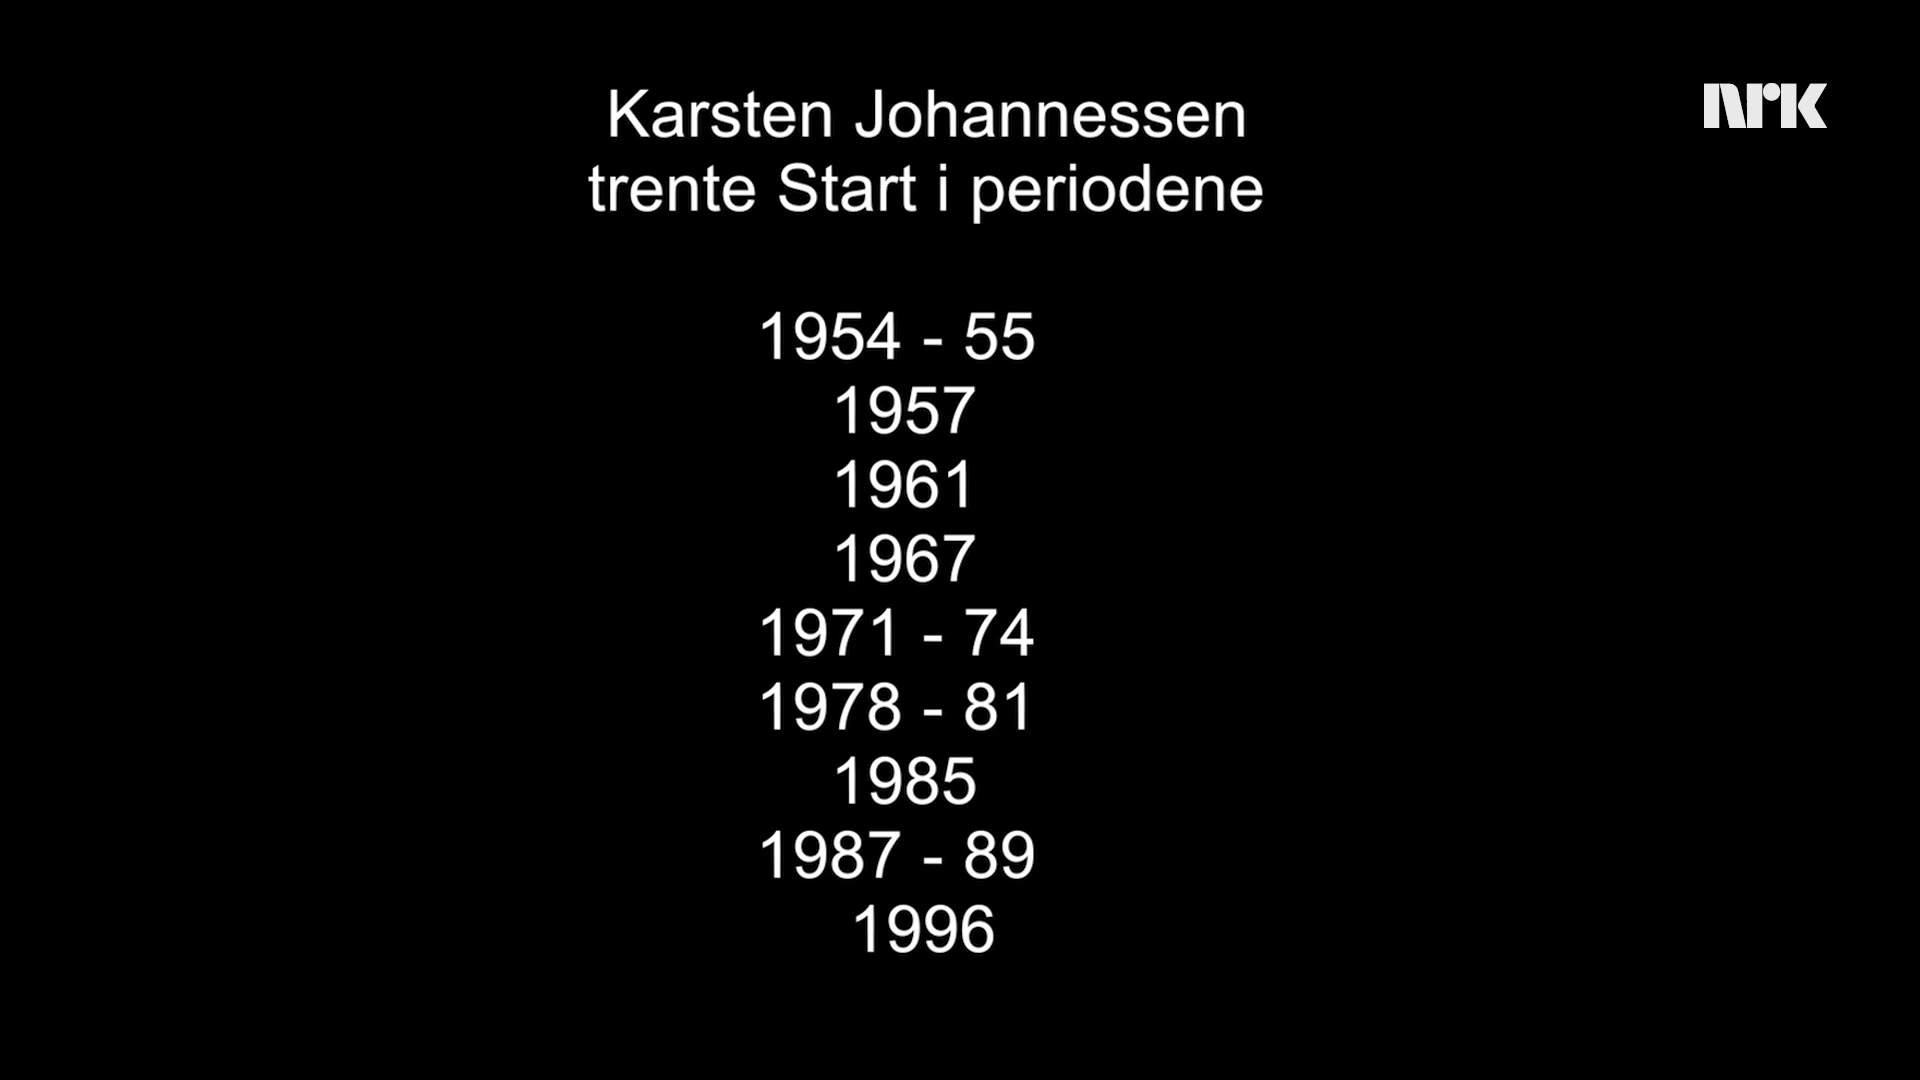 Karsten Johannessen
nrk
trente Start i periodene
1954 - 55
1957
1961
1967
1971 - 74
1978 - 81
1985
1987 - 89
1996